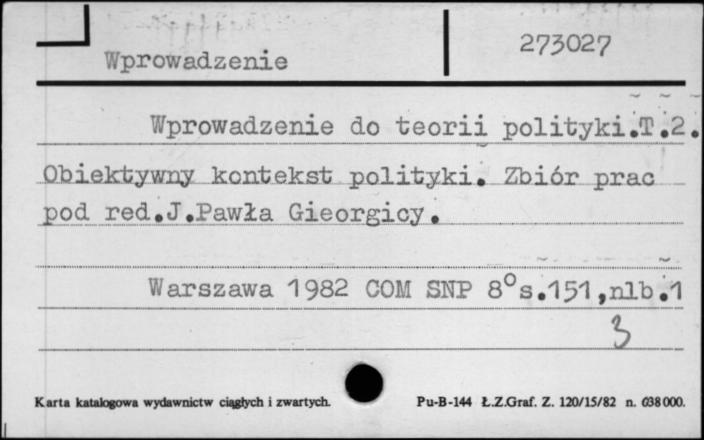 Wprowadzenie 273027
Wprowadzenie do teorii polityki.T.2.
Obiektywny kontekst polityki. Zbiór prac
pod red.J.Pawła Gieorgicy.
Warszawa 1982 COM SNP 8°s.151,nlb.1
3
Karta katalogowa wydawnictw ciągłych i zwartych. Pu-B-144 Ł.Z.Graf. Z. 120/15/82 n. 638000.